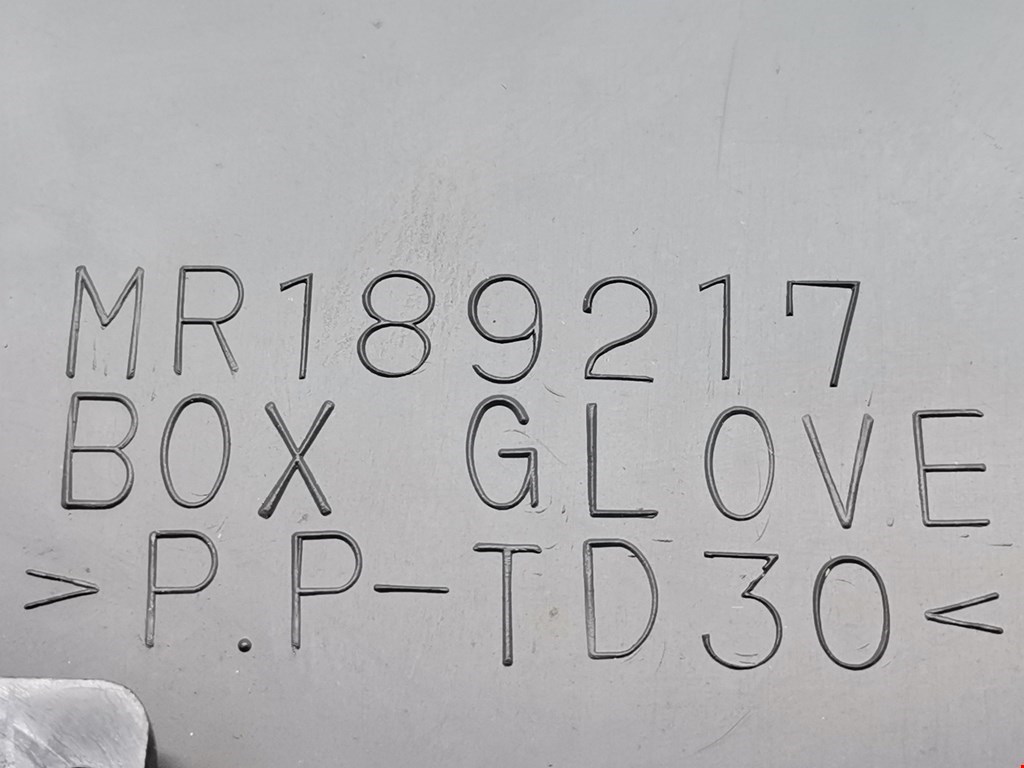 MR189217
BOX GLOVE
>P.P-TD30<